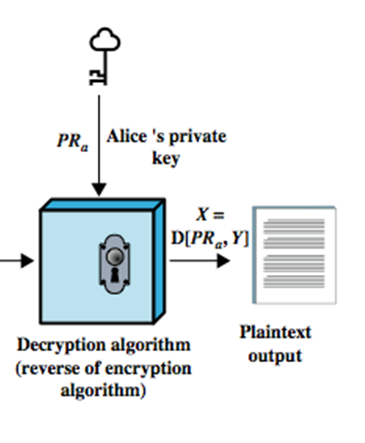 PRa
Alice 's private
key
X =
D[PRa, Y]
Decryption algorithm
(reverse of encryption
algorithm)
Plaintext
output